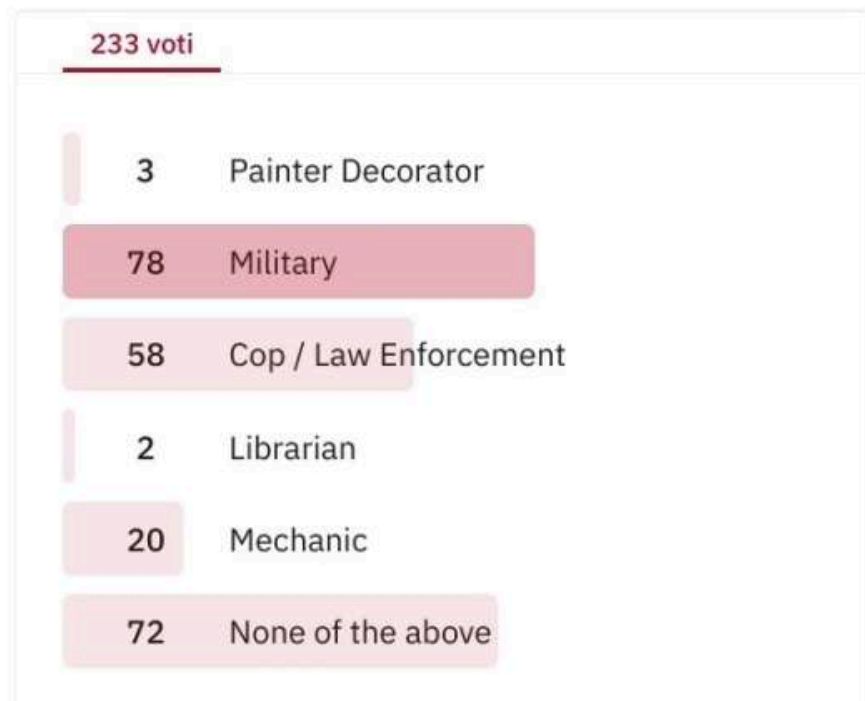 233 voti
3 Painter Decorator
78 Military
58 Cop / Law Enforcement
2 Librarian
20 Mechanic
72 None of the above